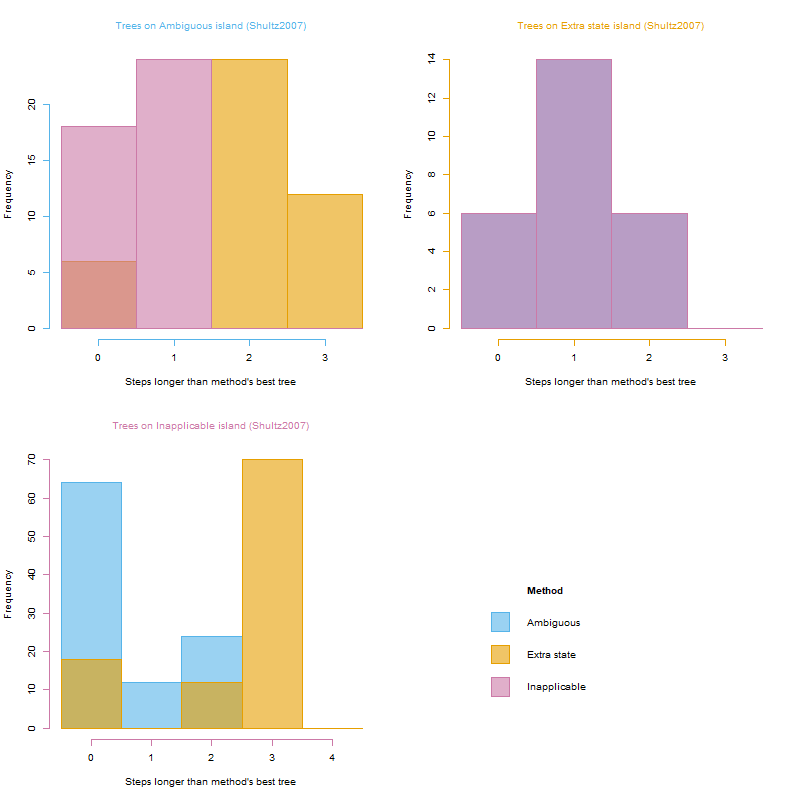 Trees on Ambiguous island (Shultz2007)
Frequency
20
15
10
5
0
0 1 2 3
Steps longer than method's best tree
Trees on Extra state island (Shultz2007)
Frequency
14
12
10
8
6
4
2
0
0 1 2 3
Steps longer than method's best tree
Trees on Inapplicable island (Shultz2007)
Frequency
70
60
50
40
30
20
10
0
0 1 2 3 4
Steps longer than method's best tree
Method
Ambiguous
Extra state
Inapplicable